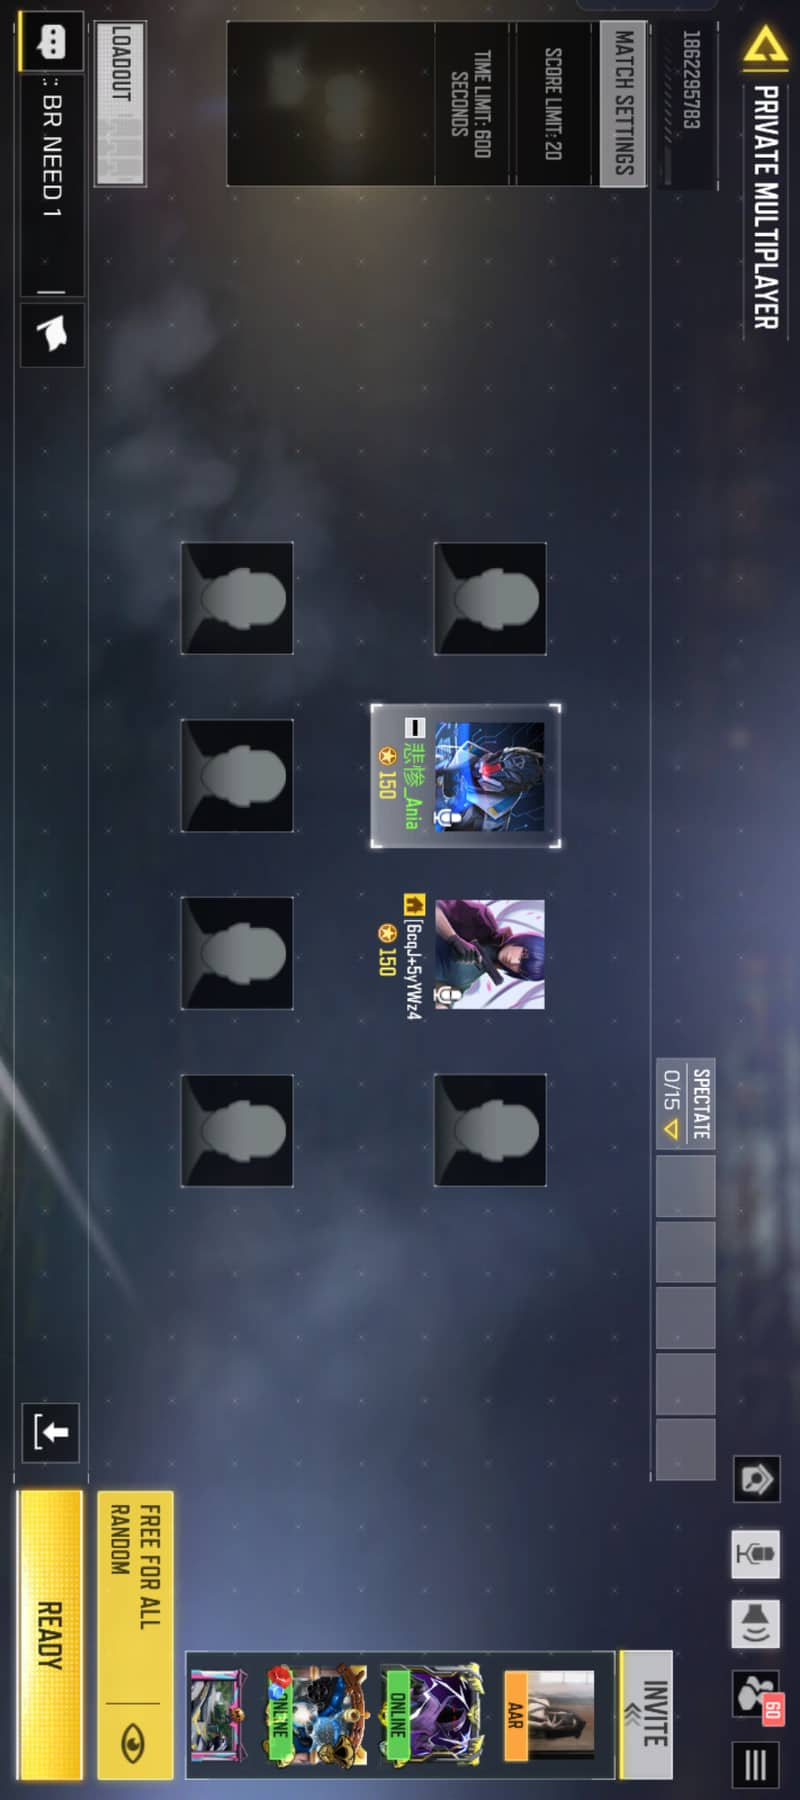 PRIVATE MULTIPLAYER
60
1862295783
SPECTATE
0/15
MATCH SETTINGS
SCORE LIMIT: 20
TIME LIMIT: 600
SECONDS
INVITE
AAR
ONLINE
ONLINE
悲惨_Ania
150
[6cqJ+5yYWz4
150
LOADOUT
FREE FOR ALL
RANDOM
:: BR NEED 1
READY